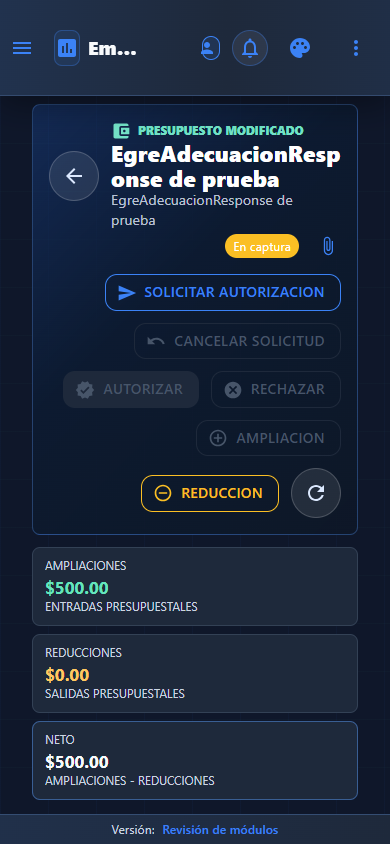 Em...
PRESUPUESTO MODIFICADO
EgreAdecuacionResp
onse de prueba
EgreAdecuacionResponse de
prueba
En captura
SOLICITAR AUTORIZACION
CANCELAR SOLICITUD
AUTORIZAR
RECHAZAR
AMPLIACION
REDUCCION
AMPLIACIONES
$500.00
ENTRADAS PRESUPUESTALES
REDUCCIONES
$0.00
SALIDAS PRESUPUESTALES
NETO
$500.00
AMPLIACIONES - REDUCCIONES
Versión: Revisión de módulos